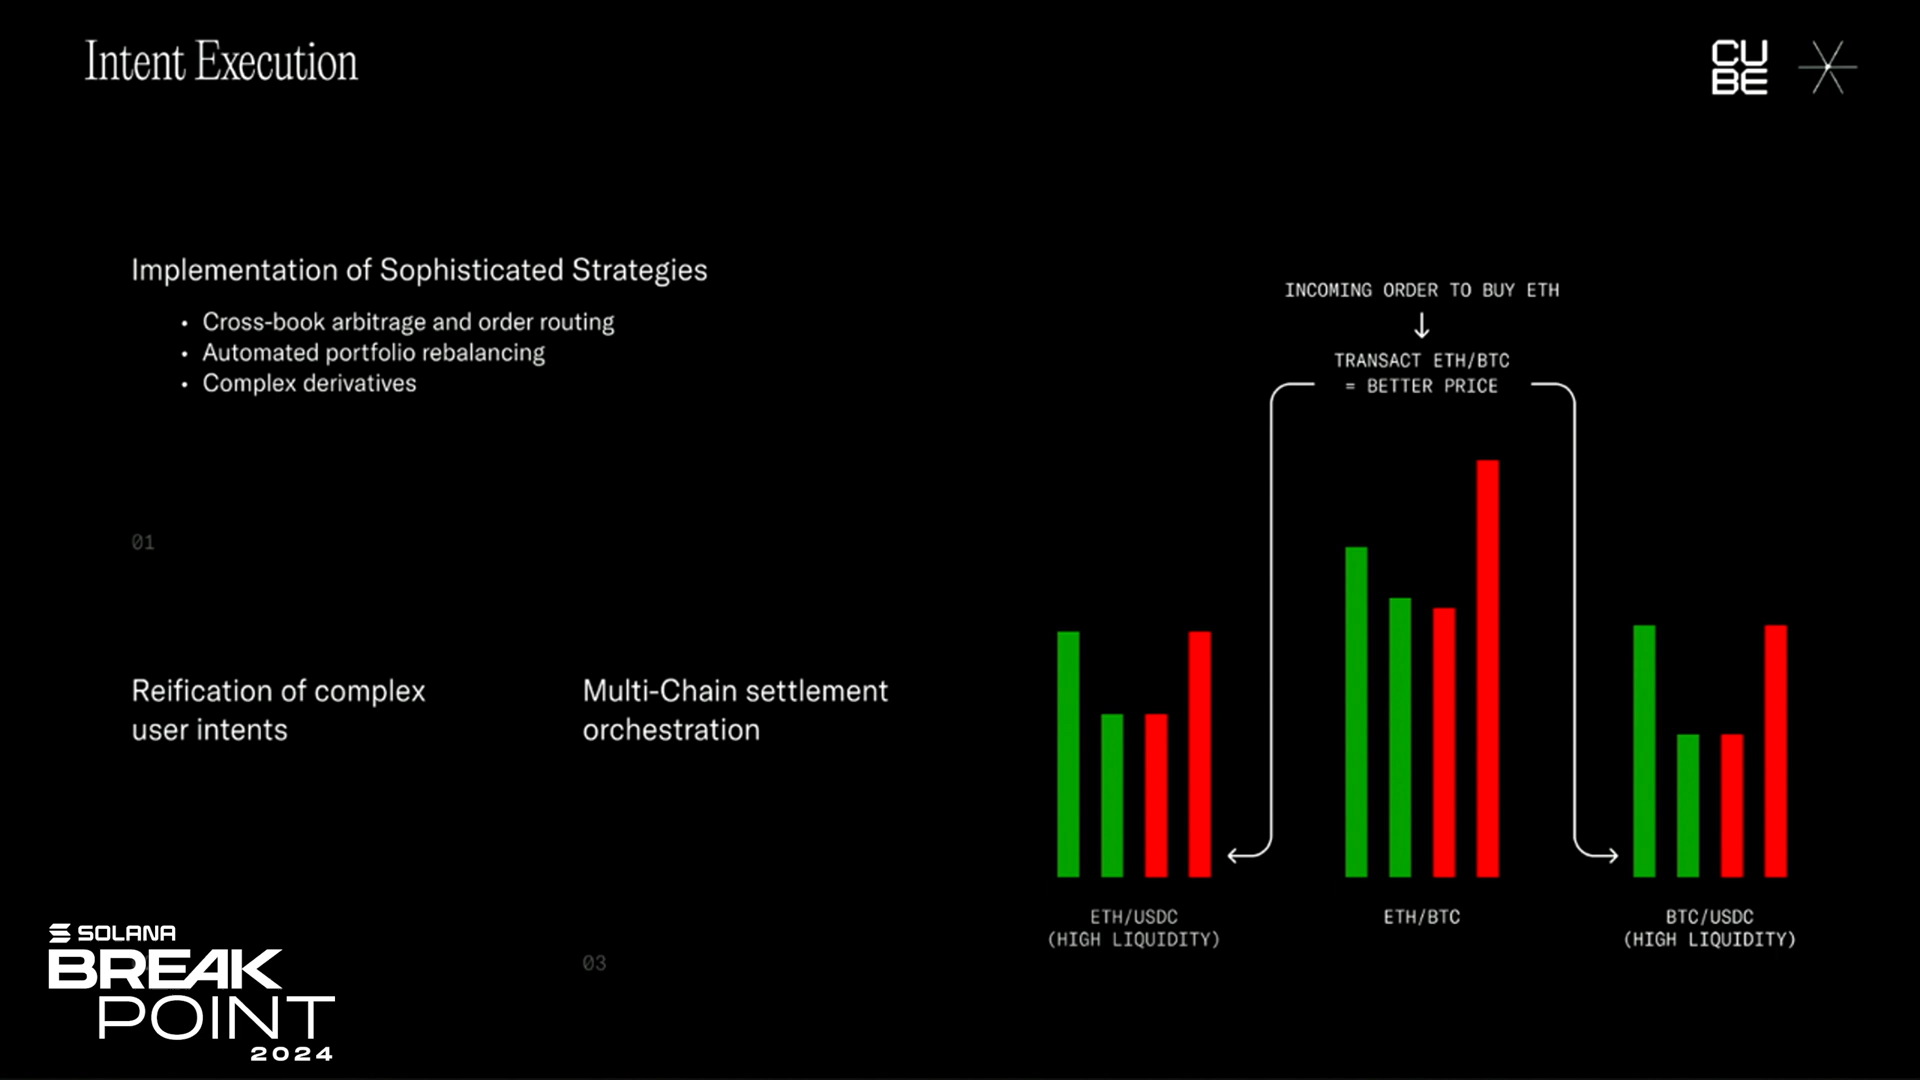 Intent Execution
CU
BE
Implementation of Sophisticated Strategies
• Cross-book arbitrage and order routing
• Automated portfolio rebalancing
• Complex derivatives
01
Reification of complex
user intents
Multi-Chain settlement
orchestration
03
INCOMING ORDER TO BUY ETH
TRANSACT ETH/BTC
= BETTER PRICE
ETH/USDC
(HIGH LIQUIDITY)
ETH/BTC
BTC/USDC
(HIGH LIQUIDITY)
SOLANA
BREAK
POINT
2024